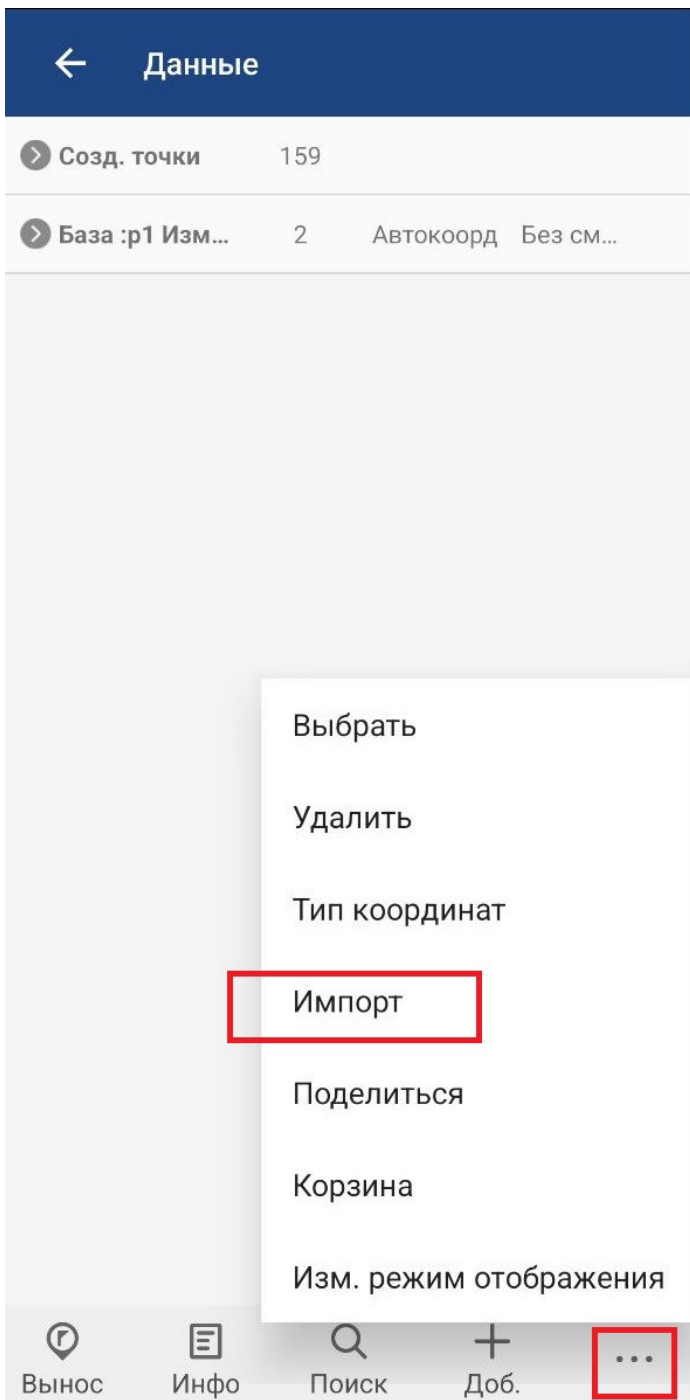 Данные
Созд. точки 159
База :р1 Изм... 2 Автокоорд Без см...
Выбрать
Удалить
Тип координат
Импорт
Поделиться
Корзина
Изм. режим отображения
Вынос Инфо Поиск Доб. ...